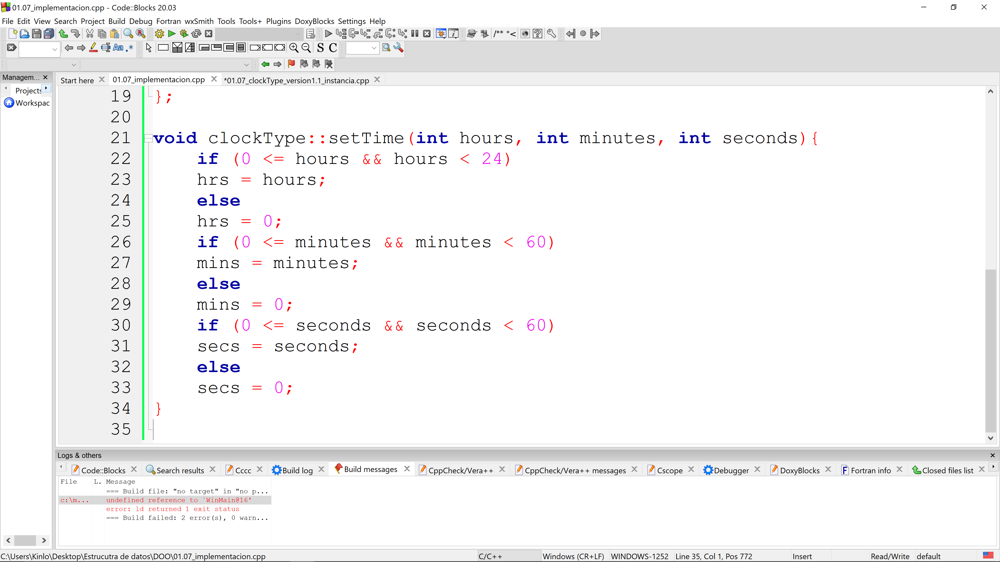 01.07_implementacion.cpp - Code::Blocks 20.03
File Edit View Search Project Build Debug Fortran wxSmith Tools Tools+ Plugins DoxyBlocks Settings Help
/** *<
Aa .* S C
Managem...
Start here 01.07_implementacion.cpp *01.07_clockType_version1.1_instancia.cpp
Projects
Workspac
19 };
20
21 void clockType::setTime(int hours, int minutes, int seconds){
22 if (0 <= hours && hours < 24)
23 hrs = hours;
24 else
25 hrs = 0;
26 if (0 <= minutes && minutes < 60)
27 mins = minutes;
28 else
29 mins = 0;
30 if (0 <= seconds && seconds < 60)
31 secs = seconds;
32 else
33 secs = 0;
34 }
35
Logs & others
Code::Blocks Search results Cccc Build log Build messages CppCheck/Vera++ CppCheck/Vera++ messages Cscope Debugger DoxyBlocks Fortran info Closed files list
File L. Message
=== Build file: "no target" in "no p...
c:\m... undefined reference to `WinMain@16'
error: ld returned 1 exit status
=== Build failed: 2 error(s), 0 warn...
C:\Users\Kinlo\Desktop\Estrucutra de datos\DOO\01.07_implementacion.cpp C/C++ Windows (CR+LF) WINDOWS-1252 Line 35, Col 1, Pos 772 Insert Read/Write default